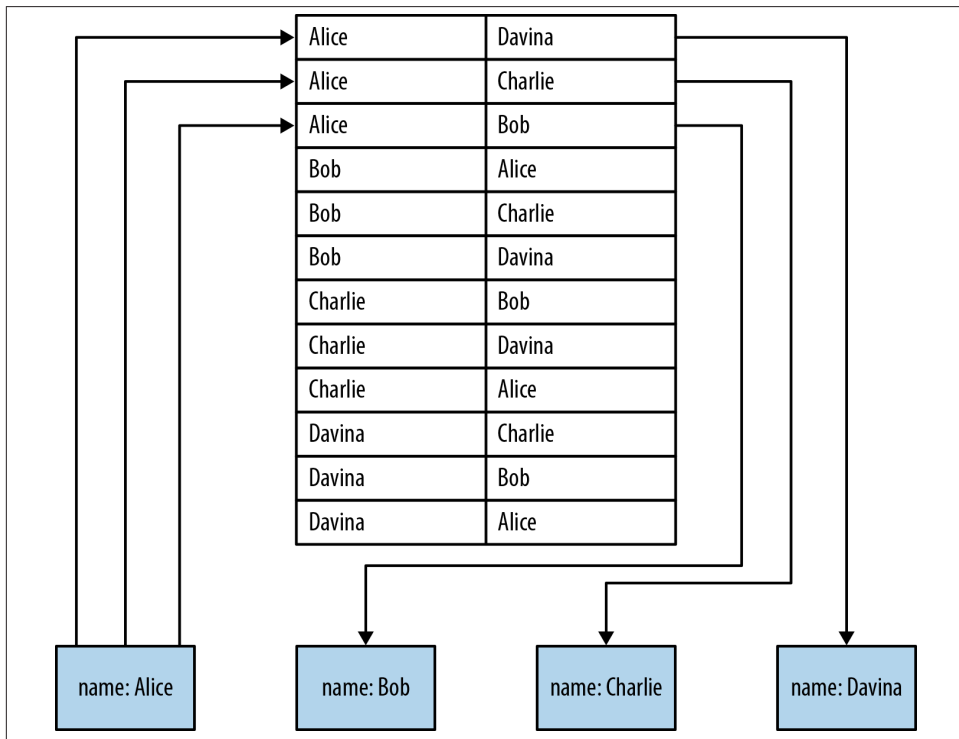 Alice Davina
Alice Charlie
Alice Bob
Bob Alice
Bob Charlie
Bob Davina
Charlie Bob
Charlie Davina
Charlie Alice
Davina Charlie
Davina Bob
Davina Alice
name: Alice name: Bob name: Charlie name: Davina